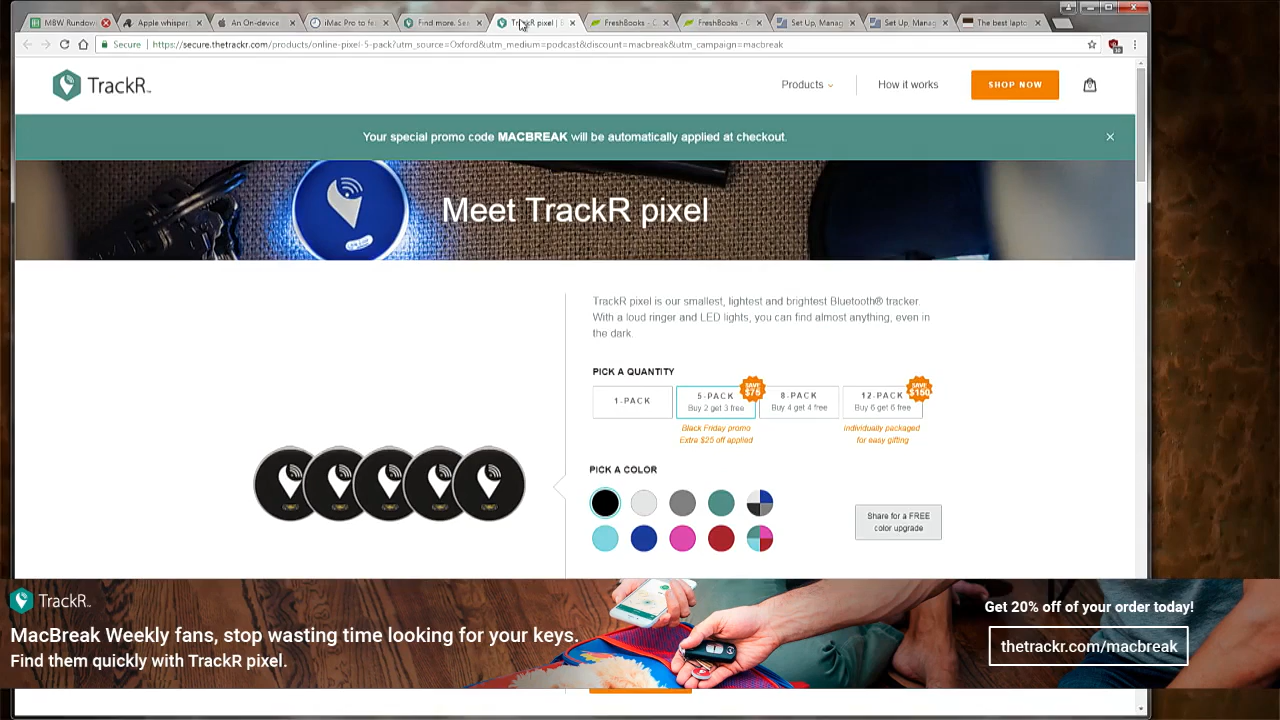 MBW Rundow
Apple whisper
An On-device
iMac Pro to fe
Find more. Se
TrackR pixel | B
FreshBooks - C
FreshBooks - C
Set Up, Manag
Set Up, Manag
The best lapto
Secure https://secure.thetrackr.com/products/online-pixel-5-pack?utm_source=Oxford&utm_medium=podcast&discount=macbreak&utm_campaign=macbreak
TrackR
Products
How it works
SHOP NOW
Your special promo code MACBREAK will be automatically applied at checkout.
Meet TrackR pixel
TrackR pixel is our smallest, lightest and brightest Bluetooth® tracker.
With a loud ringer and LED lights, you can find almost anything, even in
the dark.
PICK A QUANTITY
1-PACK
5-PACK
Buy 2 get 3 free
SAVE
$75
8-PACK
Buy 4 get 4 free
12-PACK
Buy 6 get 6 free
SAVE
$150
Black Friday promo
Extra $25 off applied
Individually packaged
for easy gifting
PICK A COLOR
Share for a FREE
color upgrade
TrackR
MacBreak Weekly fans, stop wasting time looking for your keys.
Find them quickly with TrackR pixel.
Get 20% off of your order today!
thetrackr.com/macbreak